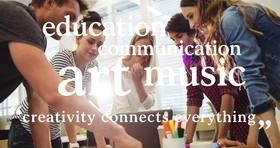 education
communication
art music
“creativity connects everything”